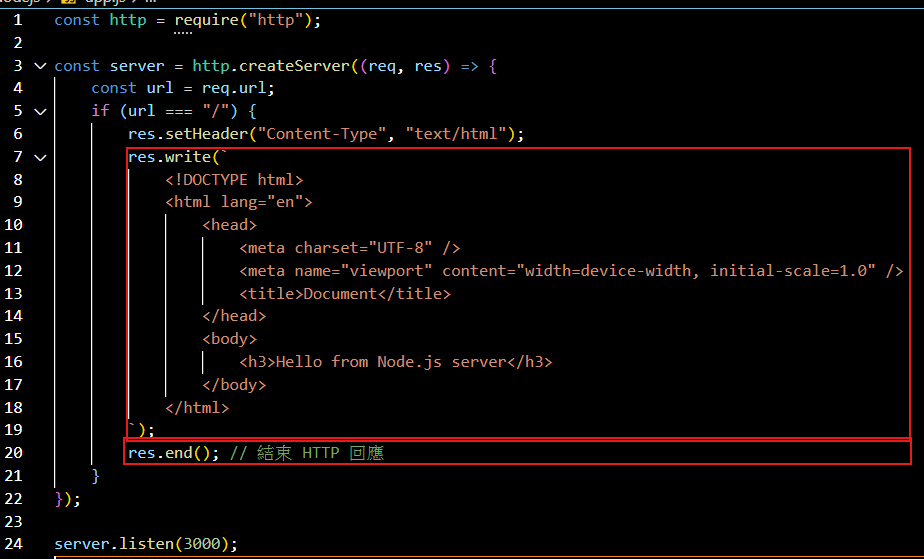 1 const http = require("http");
2
3 const server = http.createServer((req, res) => {
4 const url = req.url;
5 if (url === "/") {
6 res.setHeader("Content-Type", "text/html");
7 res.write(`
8 <!DOCTYPE html>
9 <html lang="en">
10 <head>
11 <meta charset="UTF-8" />
12 <meta name="viewport" content="width=device-width, initial-scale=1.0" />
13 <title>Document</title>
14 </head>
15 <body>
16 <h3>Hello from Node.js server</h3>
17 </body>
18 </html>
19 `);
20 res.end(); // 結束 HTTP 回應
21 }
22 });
23
24 server.listen(3000);